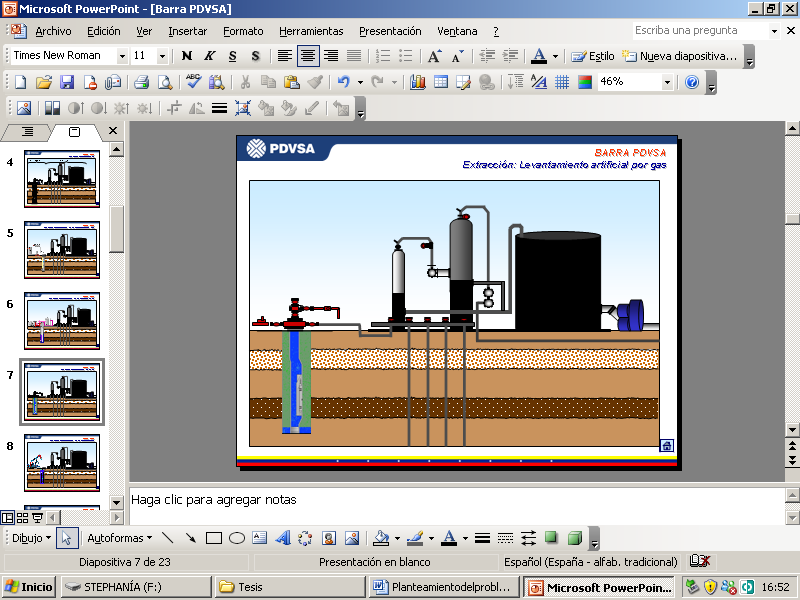 Microsoft PowerPoint - [Barra PDVSA]
Archivo Edición Ver Insertar Formato Herramientas Presentación Ventana ? Escriba una pregunta
Times New Roman 11 N K S S A A A Estilo Nueva diapositiva...
46%
4
5
6
7
8
PDVSA
BARRA PDVSA
Extracción: Levantamiento artificial por gas
Haga clic para agregar notas
Dibujo Autoformas
Diapositiva 7 de 23 Presentación en blanco Español (España - alfab. tradicional)
Inicio STEPHANÍA (F:) Tesis Planteamientodelprobl... Microsoft PowerPoin... 16:52